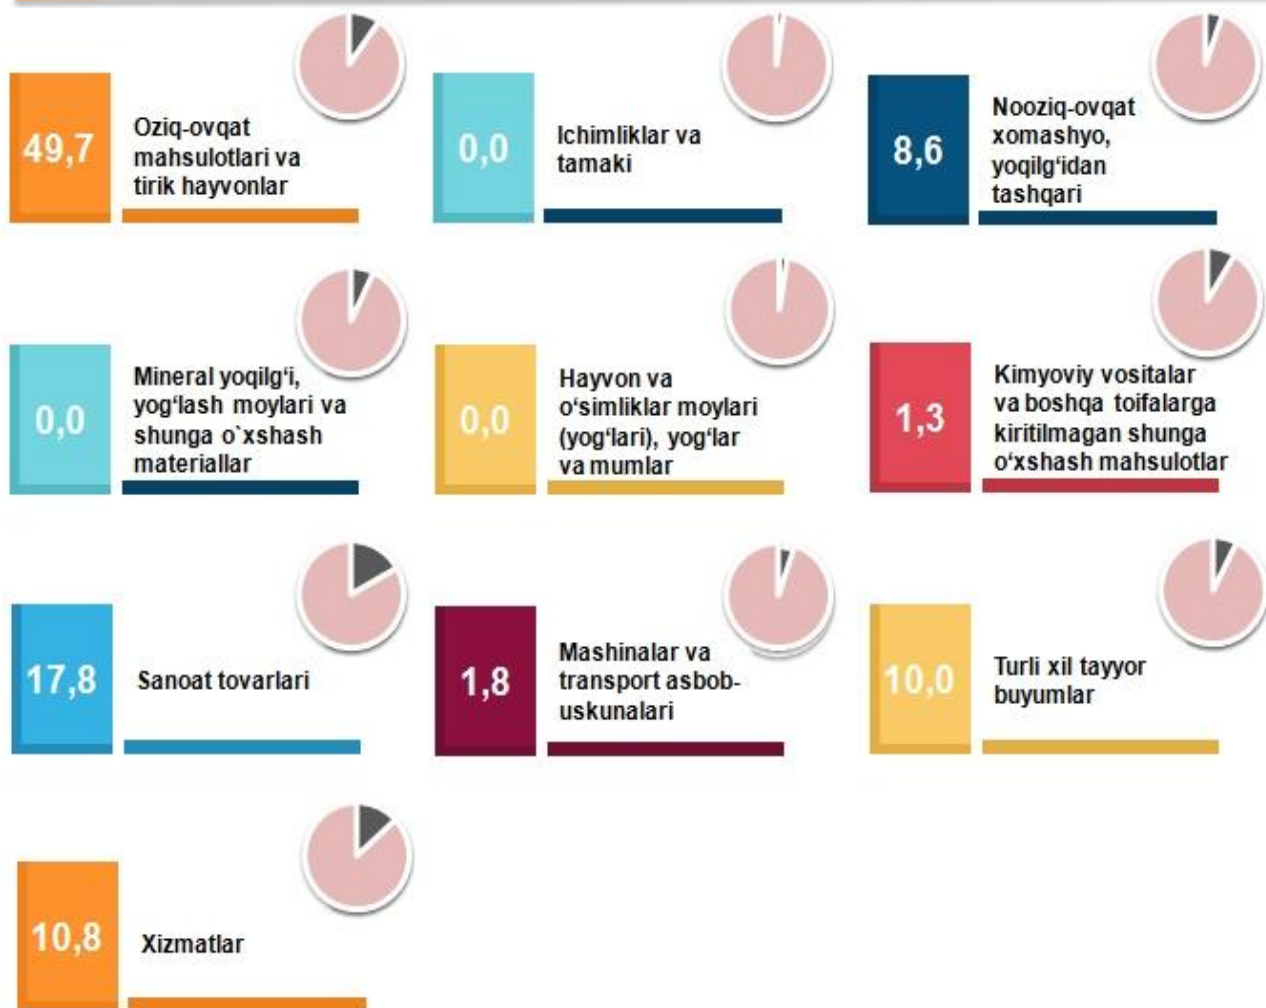 49,7
Oziq-ovqat
mahsulotlari va
tirik hayvonlar
0,0
Ichimliklar va
tamaki
8,6
Nooziq-ovqat
xomashyo,
yoqilg‘idan
tashqari
0,0
Mineral yoqilg‘i,
yog‘lash moylari va
shunga o`xshash
materiallar
0,0
Hayvon va
o‘simliklar moylari
(yog‘lari), yog‘lar
va mumlar
1,3
Kimyoviy vositalar
va boshqa toifalarga
kiritilmagan shunga
o‘xshash mahsulotlar
17,8
Sanoat tovarlari
1,8
Mashinalar va
transport asbob-
uskunalari
10,0
Turli xil tayyor
buyumlar
10,8
Xizmatlar